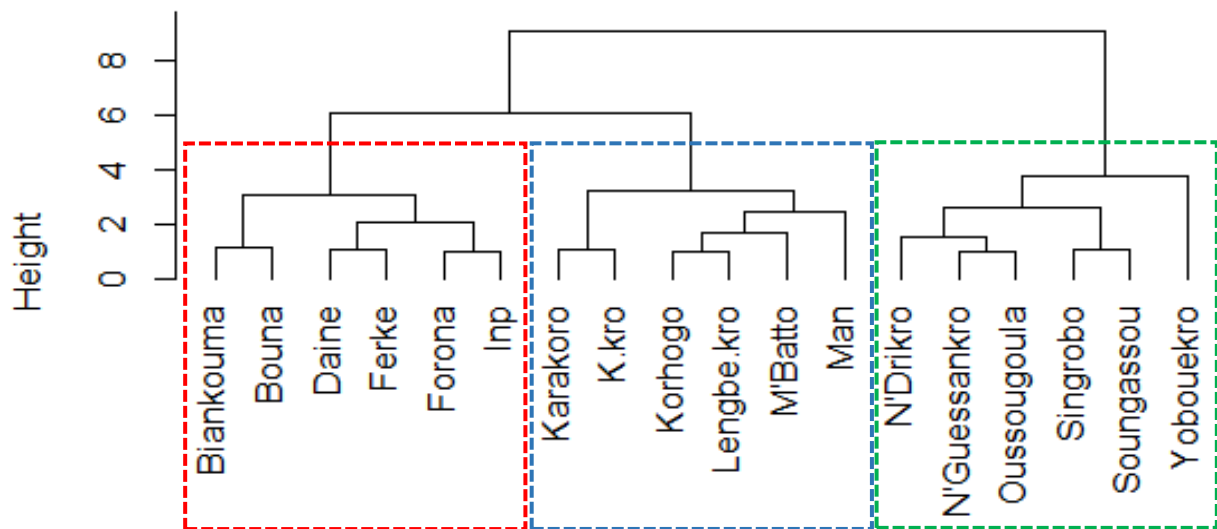 Height
8
6
4
2
0
Biankouma
Bouna
Daine
Ferke
Forona
Inp
Karakoro
K.kro
Korhogo
Lengbe.kro
M'Batto
Man
N'Drikro
N'Guessankro
Oussougoula
Singrobo
Soungassou
Yobouekro